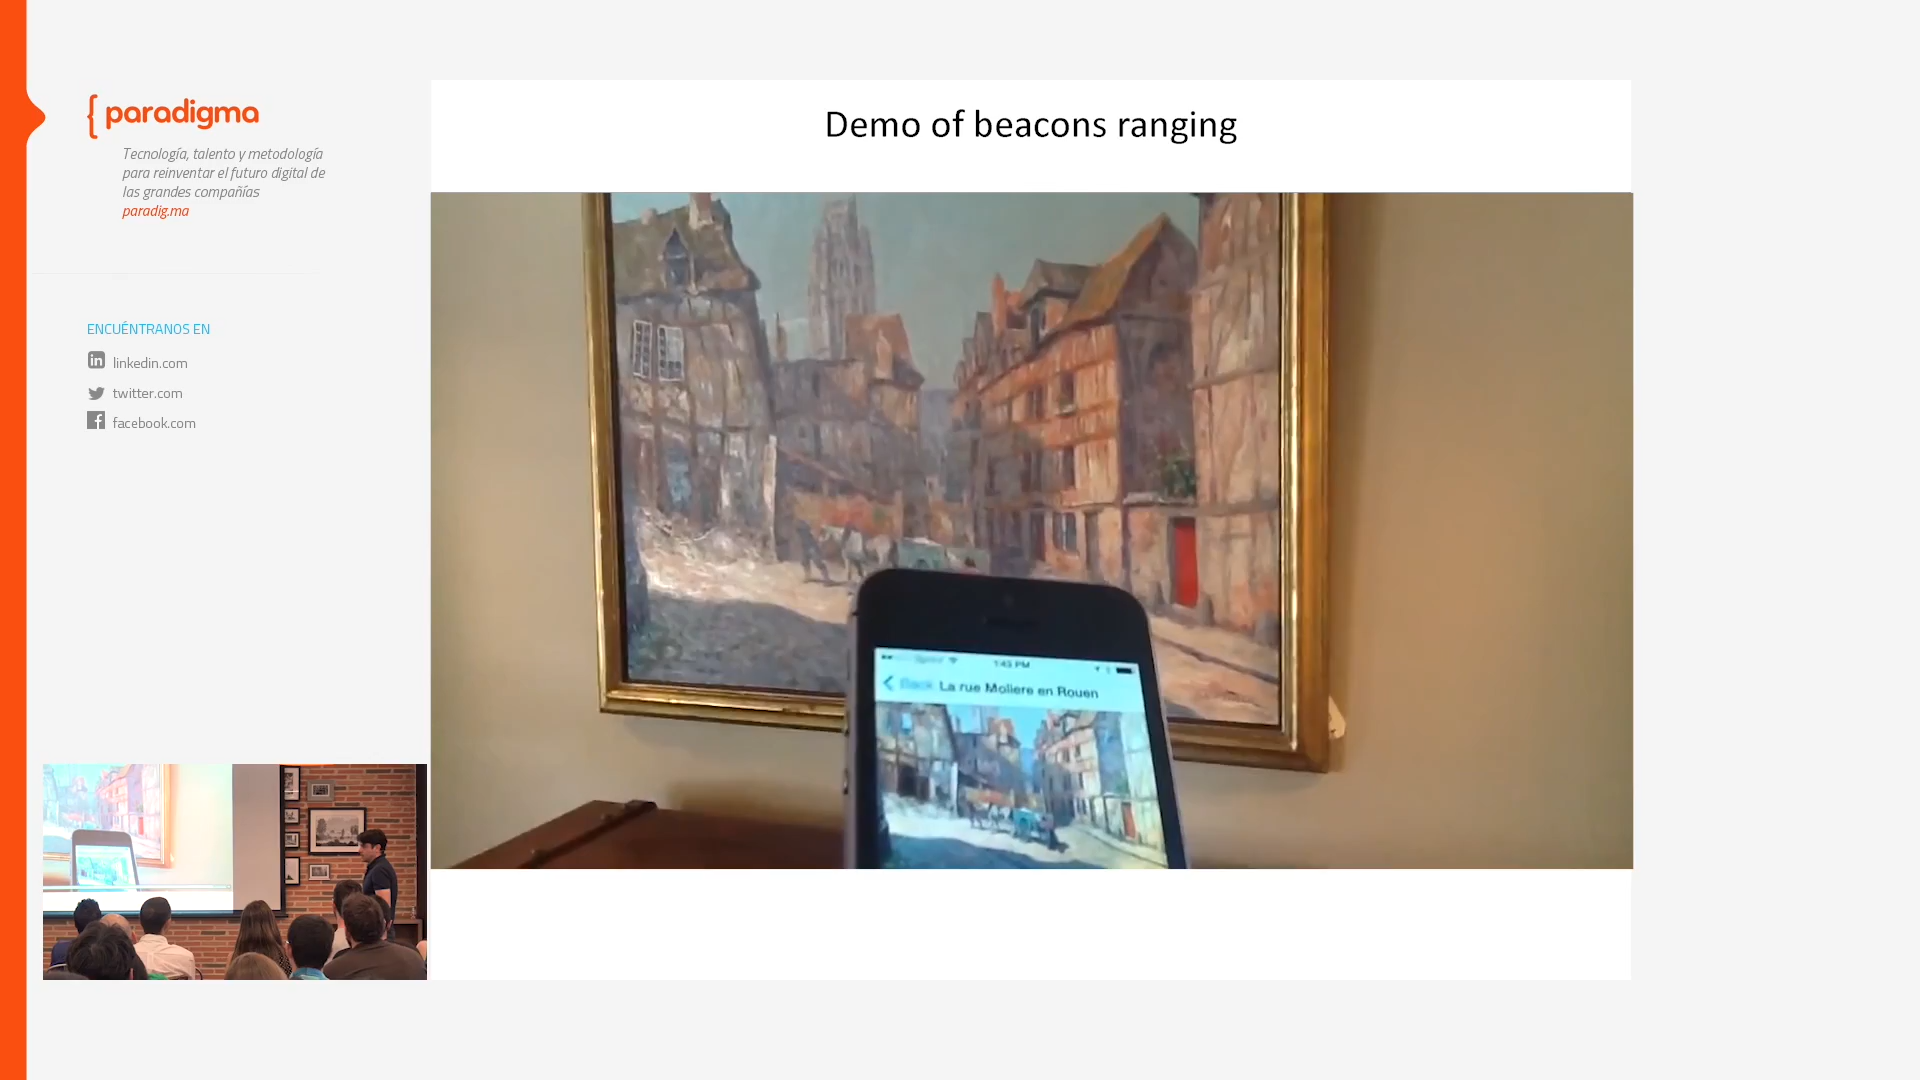 { paradigma
Tecnología, talento y metodología
para reinventar el futuro digital de
las grandes compañías
paradig.ma
ENCUÉNTRANOS EN
in linkedin.com
twitter.com
f facebook.com
Demo of beacons ranging
1:43 PM
Back La rue Moliere en Rouen